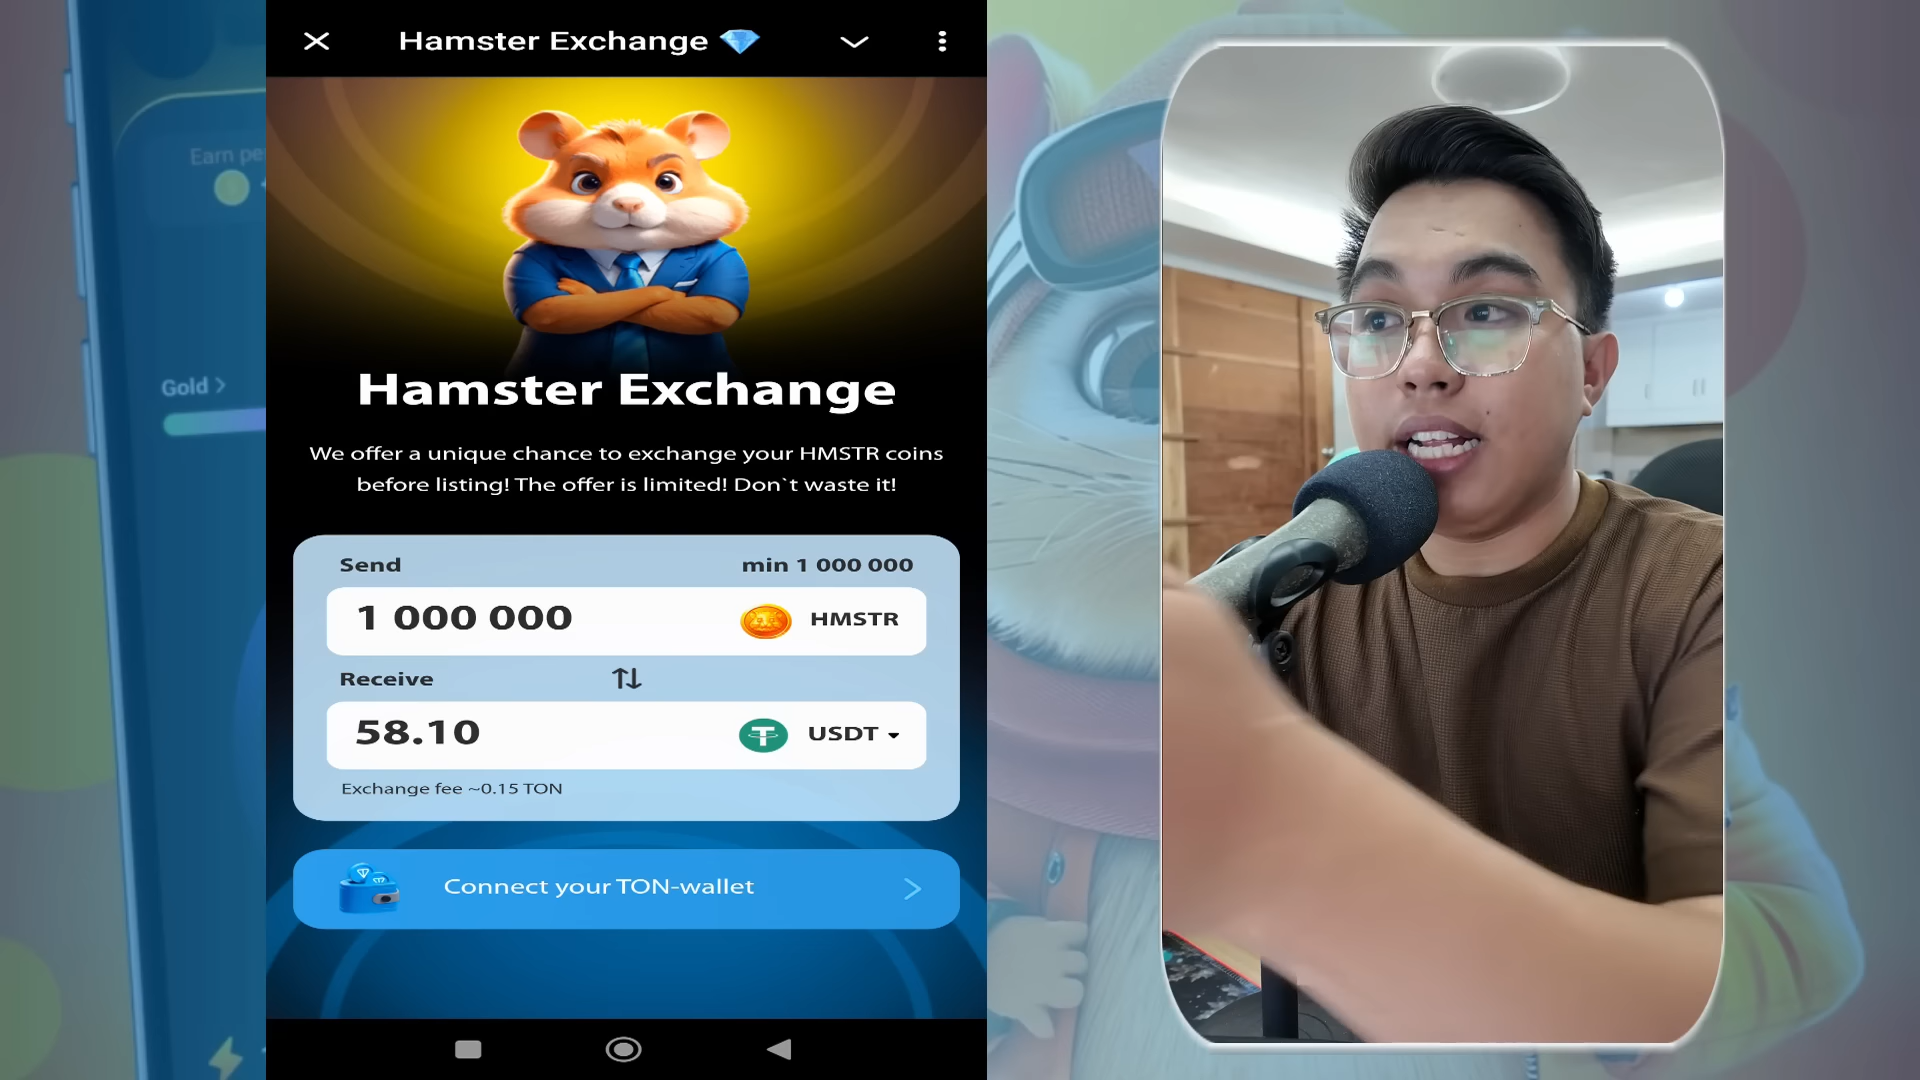 Hamster Exchange
Earn pe
Gold >
Hamster Exchange
We offer a unique chance to exchange your HMSTR coins
before listing! The offer is limited! Don`t waste it!
Send
min 1 000 000
1 000 000
HMSTR
Receive
58.10
USDT
Exchange fee ~0.15 TON
Connect your TON-wallet